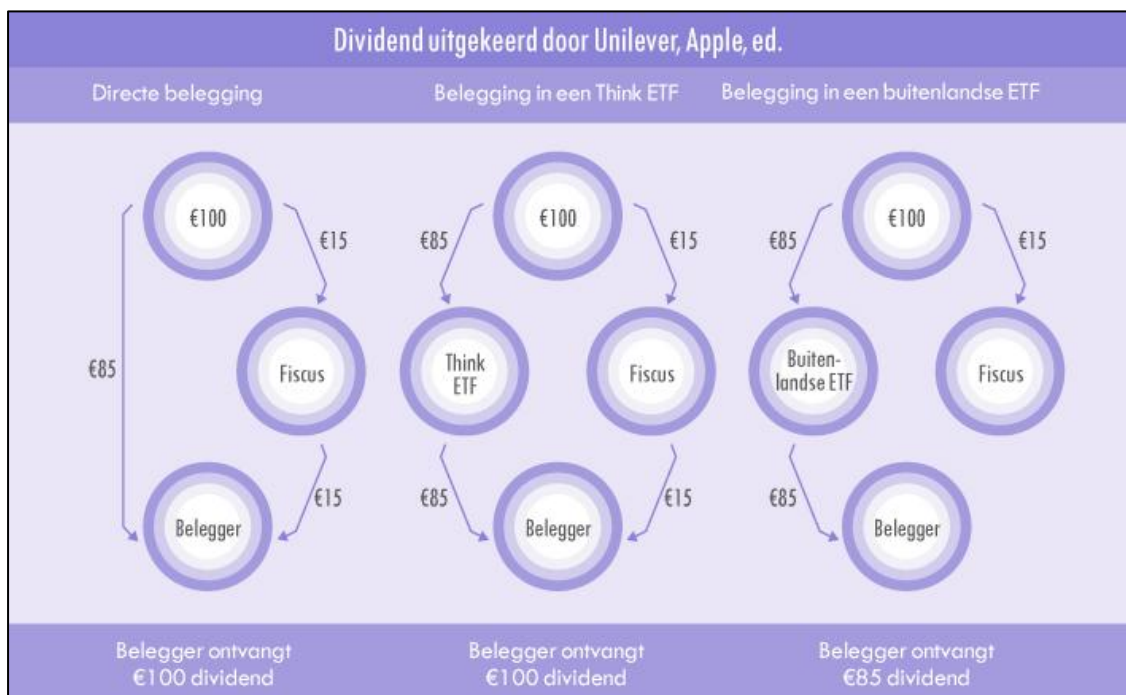 Dividend uitgekeerd door Unilever, Apple, ed.
Directe belegging
Belegging in een Think ETF
Belegging in een buitenlandse ETF
€100
€15
€85
Fiscus
€15
Belegger
€100
€85
€15
Think
ETF
Fiscus
€85
€15
Belegger
€100
€85
€15
Buiten-
landse ETF
Fiscus
€85
Belegger
Belegger ontvangt
€100 dividend
Belegger ontvangt
€100 dividend
Belegger ontvangt
€85 dividend